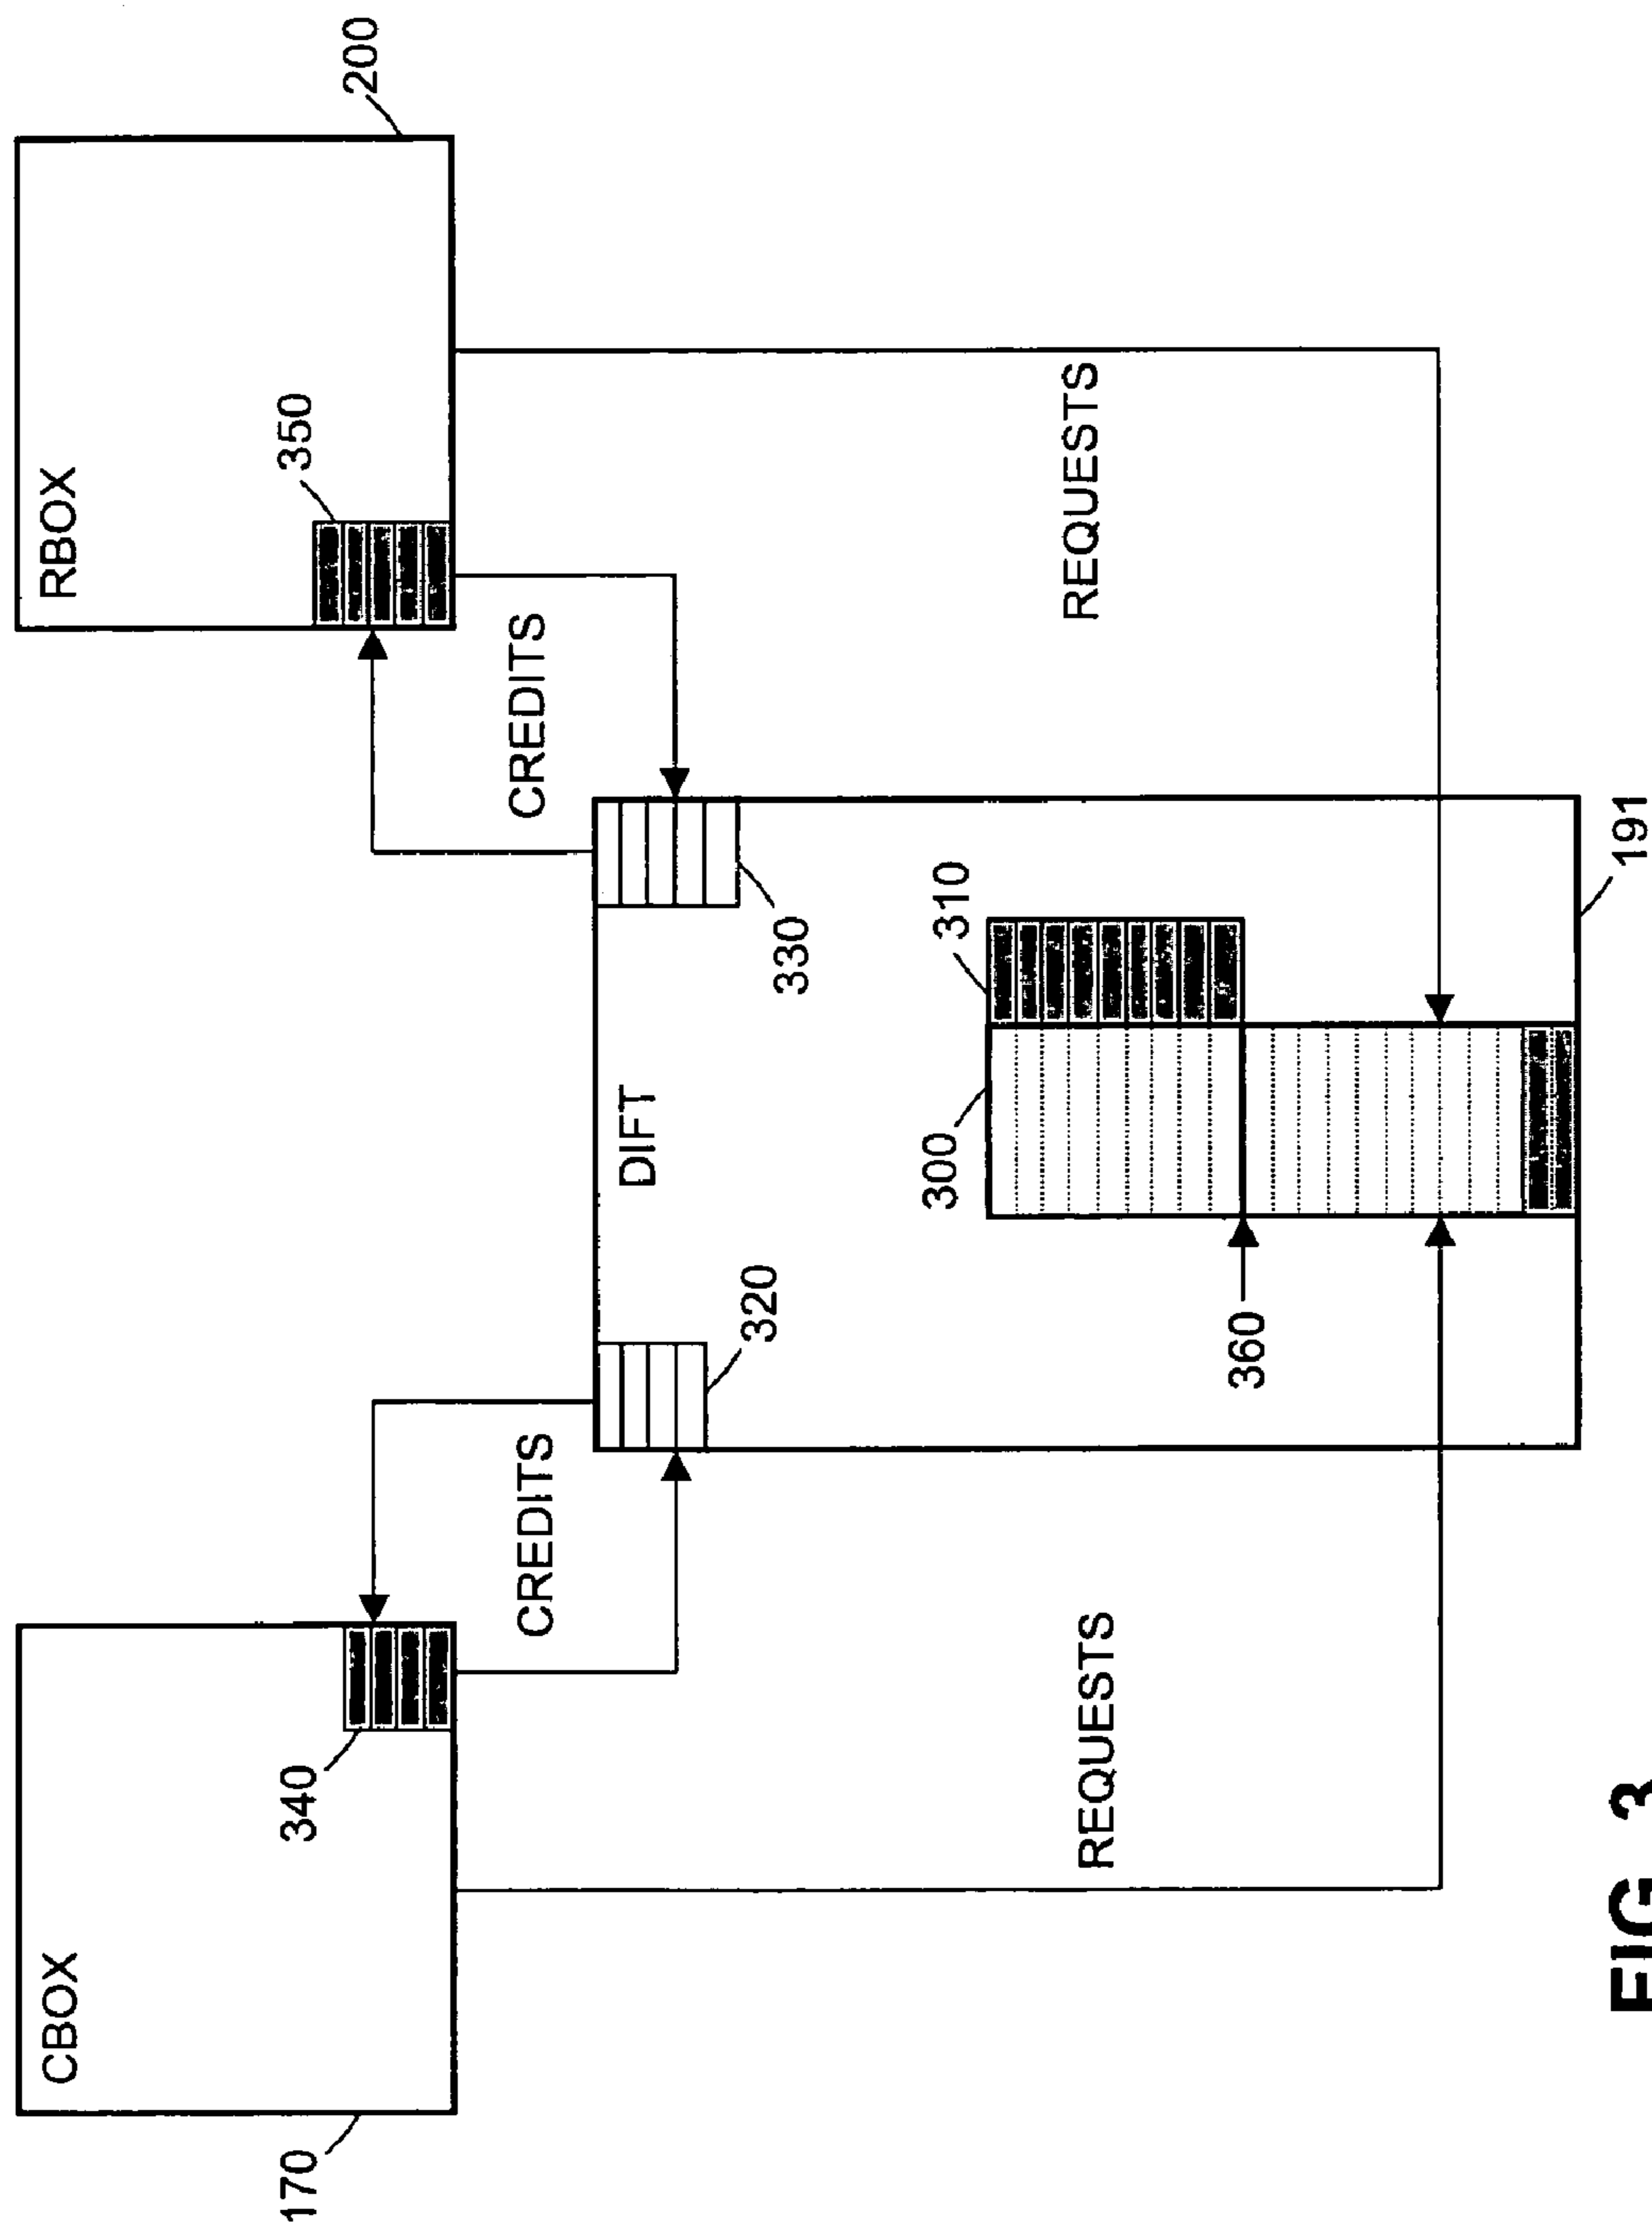 CBOX
170
340
CREDITS
REQUESTS
RBOX
200
350
CREDITS
REQUESTS
DIFT
320
330
300
310
360
191
FIG. 3